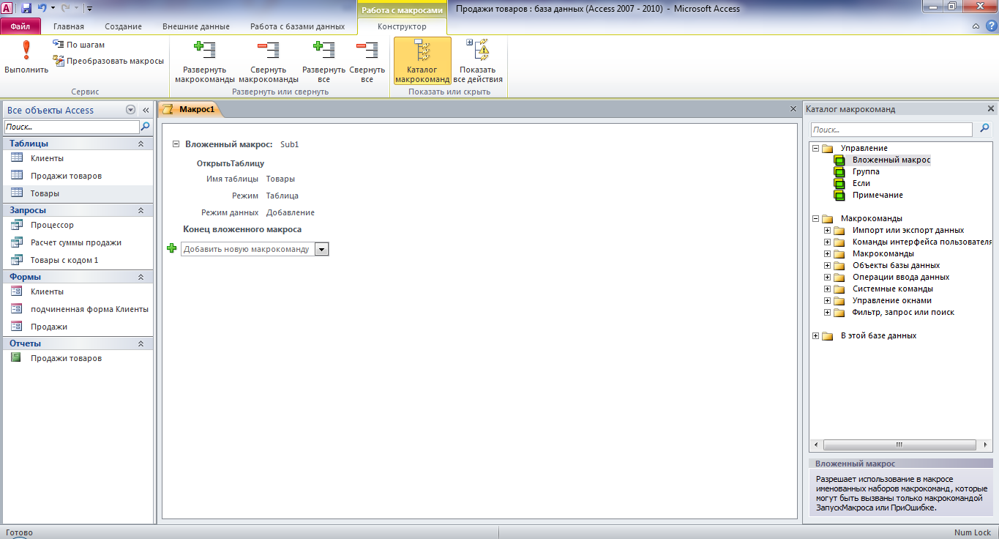 Работа с макросами
Продажи товаров : база данных (Access 2007 - 2010) - Microsoft Access
Файл
Главная
Создание
Внешние данные
Работа с базами данных
Конструктор
Выполнить
По шагам
Преобразовать макросы
Сервис
Развернуть
макрокоманды
Свернуть
макрокоманды
Развернуть
все
Свернуть
все
Развернуть или свернуть
Каталог
макрокоманд
Показать
все действия
Показать или скрыть
Все объекты Access
Поиск...
Таблицы
Клиенты
Продажи товаров
Товары
Запросы
Процессор
Расчет суммы продажи
Товары с кодом 1
Формы
Клиенты
подчиненная форма Клиенты
Продажи
Отчеты
Продажи товаров
Макрос1
Вложенный макрос: Sub1
ОткрытьТаблицу
Имя таблицы Товары
Режим Таблица
Режим данных Добавление
Конец вложенного макроса
Добавить новую макрокоманду
Каталог макрокоманд
Поиск...
Управление
Вложенный макрос
Группа
Если
Примечание
Макрокоманды
Импорт или экспорт данных
Команды интерфейса пользователя
Макрокоманды
Объекты базы данных
Операции ввода данных
Системные команды
Управление окнами
Фильтр, запрос или поиск
В этой базе данных
Вложенный макрос
Разрешает использование в макросе
именованных наборов макрокоманд, которые
могут быть вызваны только макрокомандой
ЗапускМакроса или ПриОшибке.
Готово
Num Lock